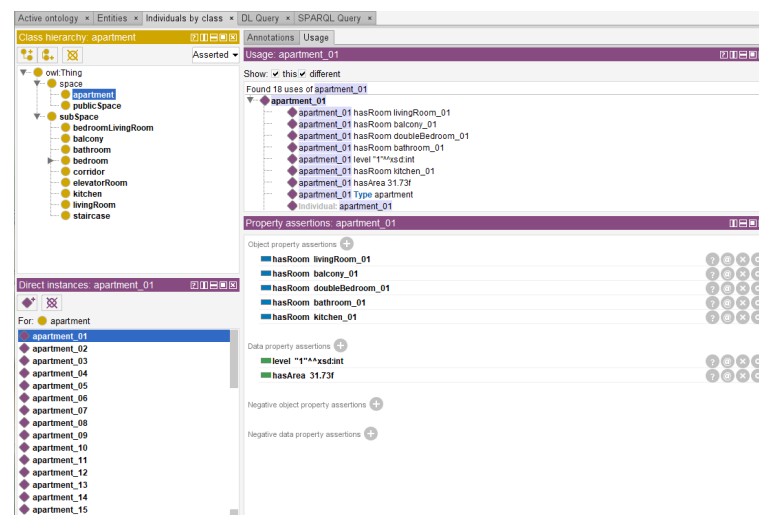 Active ontology × Entities × Individuals by class × DL Query × SPARQL Query ×
Class hierarchy: apartment
Asserted
owl:Thing
space
apartment
publicSpace
subSpace
bedroomLivingRoom
balcony
bathroom
bedroom
corridor
elevatorRoom
kitchen
livingRoom
staircase
Direct instances: apartment_01
For: apartment
apartment_01
apartment_02
apartment_03
apartment_04
apartment_05
apartment_06
apartment_07
apartment_08
apartment_09
apartment_10
apartment_11
apartment_12
apartment_13
apartment_14
apartment_15
Annotations Usage
Usage: apartment_01
Show: this different
Found 18 uses of apartment_01
apartment_01
apartment_01 hasRoom livingRoom_01
apartment_01 hasRoom balcony_01
apartment_01 hasRoom doubleBedroom_01
apartment_01 hasRoom bathroom_01
apartment_01 level "1"^^xsd:int
apartment_01 hasRoom kitchen_01
apartment_01 hasArea 31.73f
apartment_01 Type apartment
Individual: apartment_01
Property assertions: apartment_01
Object property assertions
hasRoom livingRoom_01
hasRoom balcony_01
hasRoom doubleBedroom_01
hasRoom bathroom_01
hasRoom kitchen_01
Data property assertions
level "1"^^xsd:int
hasArea 31.73f
Negative object property assertions
Negative data property assertions